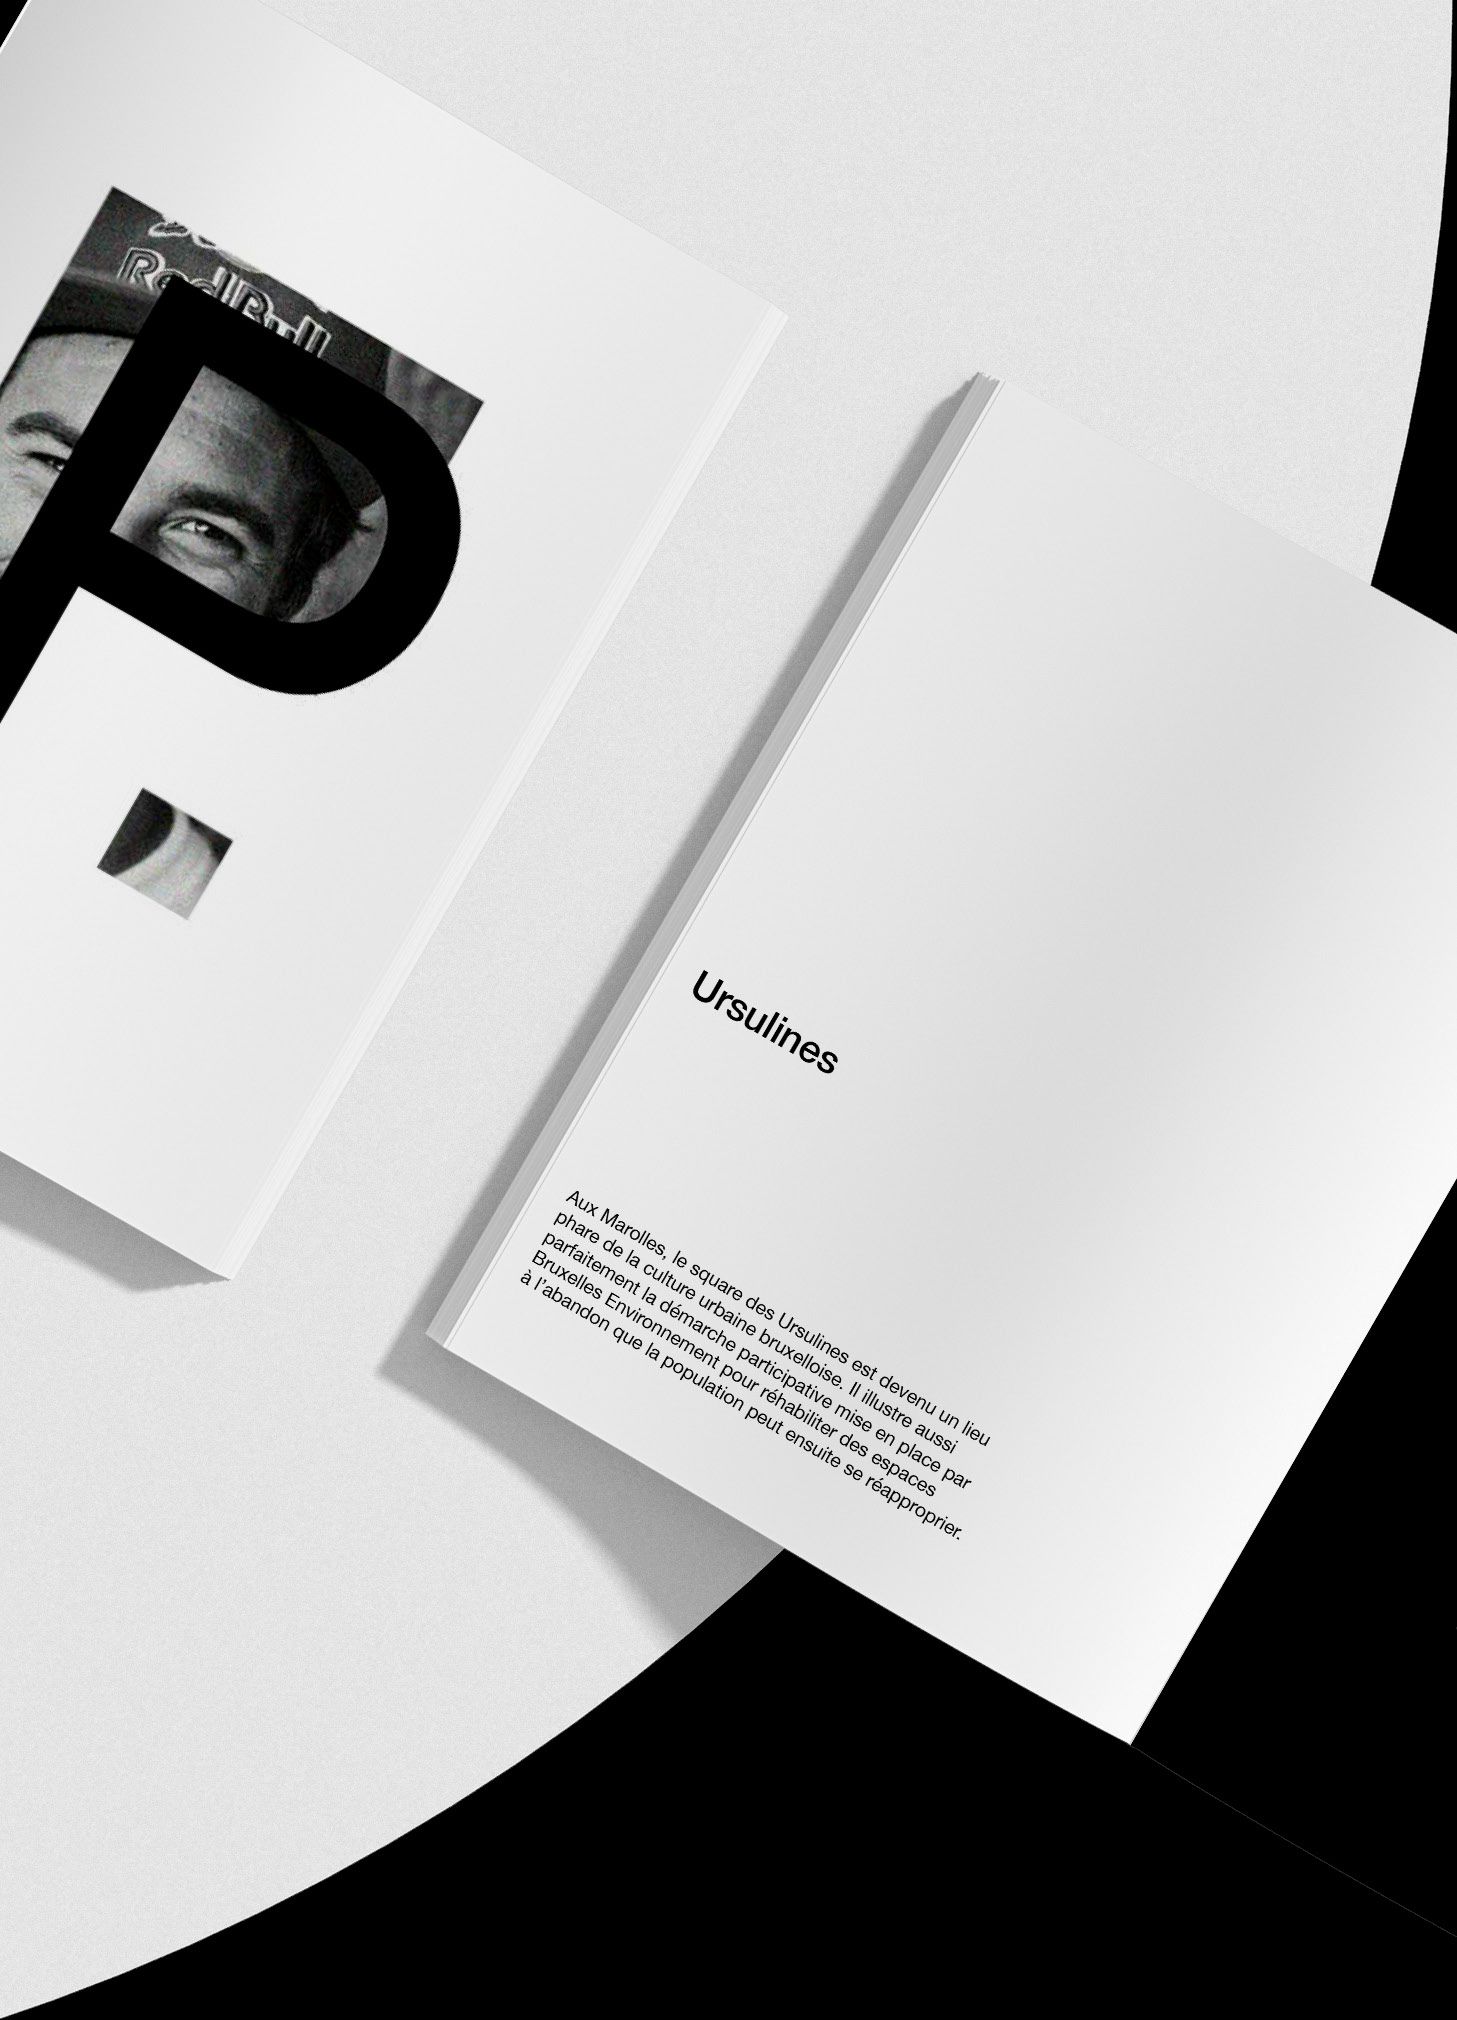 Red Bull
P
Ursulines
Aux Marolles, le square des Ursulines est devenu un lieu
phare de la culture urbaine bruxelloise. Il illustre aussi
parfaitement la démarche participative mise en place par
Bruxelles Environnement pour réhabiliter des espaces
à l’abandon que la population peut ensuite se réapproprier.